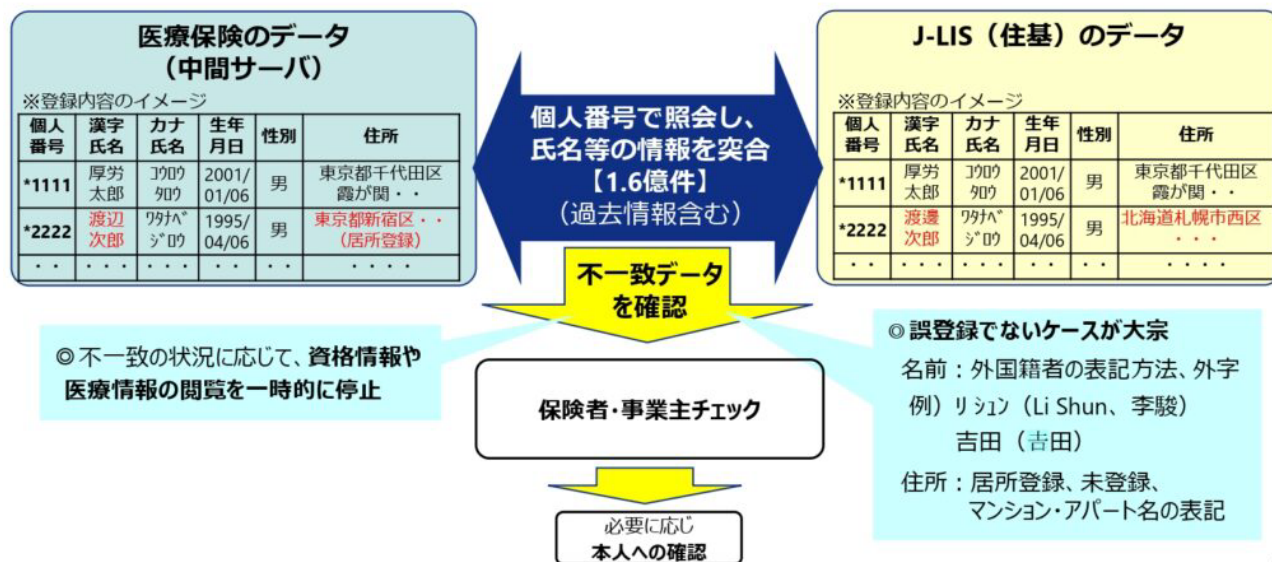 医療保険のデータ
（中間サーバ）
※登録内容のイメージ
個人番号 漢字氏名 カナ氏名 生年月日 性別 住所
*1111 厚労太郎 ｺｳﾛｳ ﾀﾛｳ 2001/01/06 男 東京都千代田区霞が関・・
*2222 渡辺次郎 ﾜﾀﾅﾍﾞ ｼﾞﾛｳ 1995/04/06 男 東京都新宿区・・（居所登録）
・・ ・・・ ・・・ ・・・ ・・ ・・・・
個人番号で照会し、
氏名等の情報を突合
【1.6億件】
（過去情報含む）
J-LIS（住基）のデータ
※登録内容のイメージ
個人番号 漢字氏名 カナ氏名 生年月日 性別 住所
*1111 厚労太郎 ｺｳﾛｳ ﾀﾛｳ 2001/01/06 男 東京都千代田区霞が関・・
*2222 渡邊次郎 ﾜﾀﾅﾍﾞ ｼﾞﾛｳ 1995/04/06 男 北海道札幌市西区・・・
・・ ・・・ ・・・ ・・・ ・・ ・・・・
不一致データ
を確認
◎不一致の状況に応じて、資格情報や
医療情報の閲覧を一時的に停止
保険者・事業主チェック
必要に応じ
本人への確認
◎誤登録でないケースが大宗
名前：外国籍者の表記方法、外字
例）ﾘ ｼｭﾝ（Li Shun、李駿）
吉田（𠮷田）
住所：居所登録、未登録、
マンション・アパート名の表記